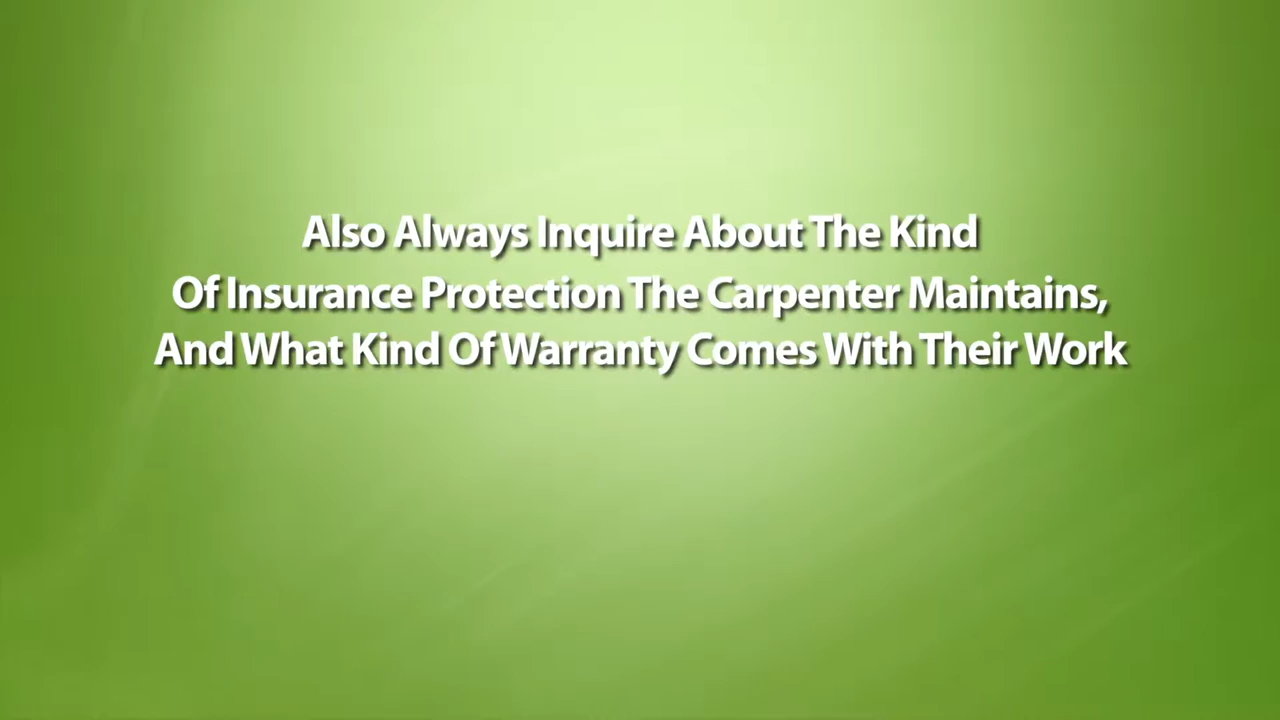 Also Always Inquire About The Kind
Of Insurance Protection The Carpenter Maintains,
And What Kind Of Warranty Comes With Their Work